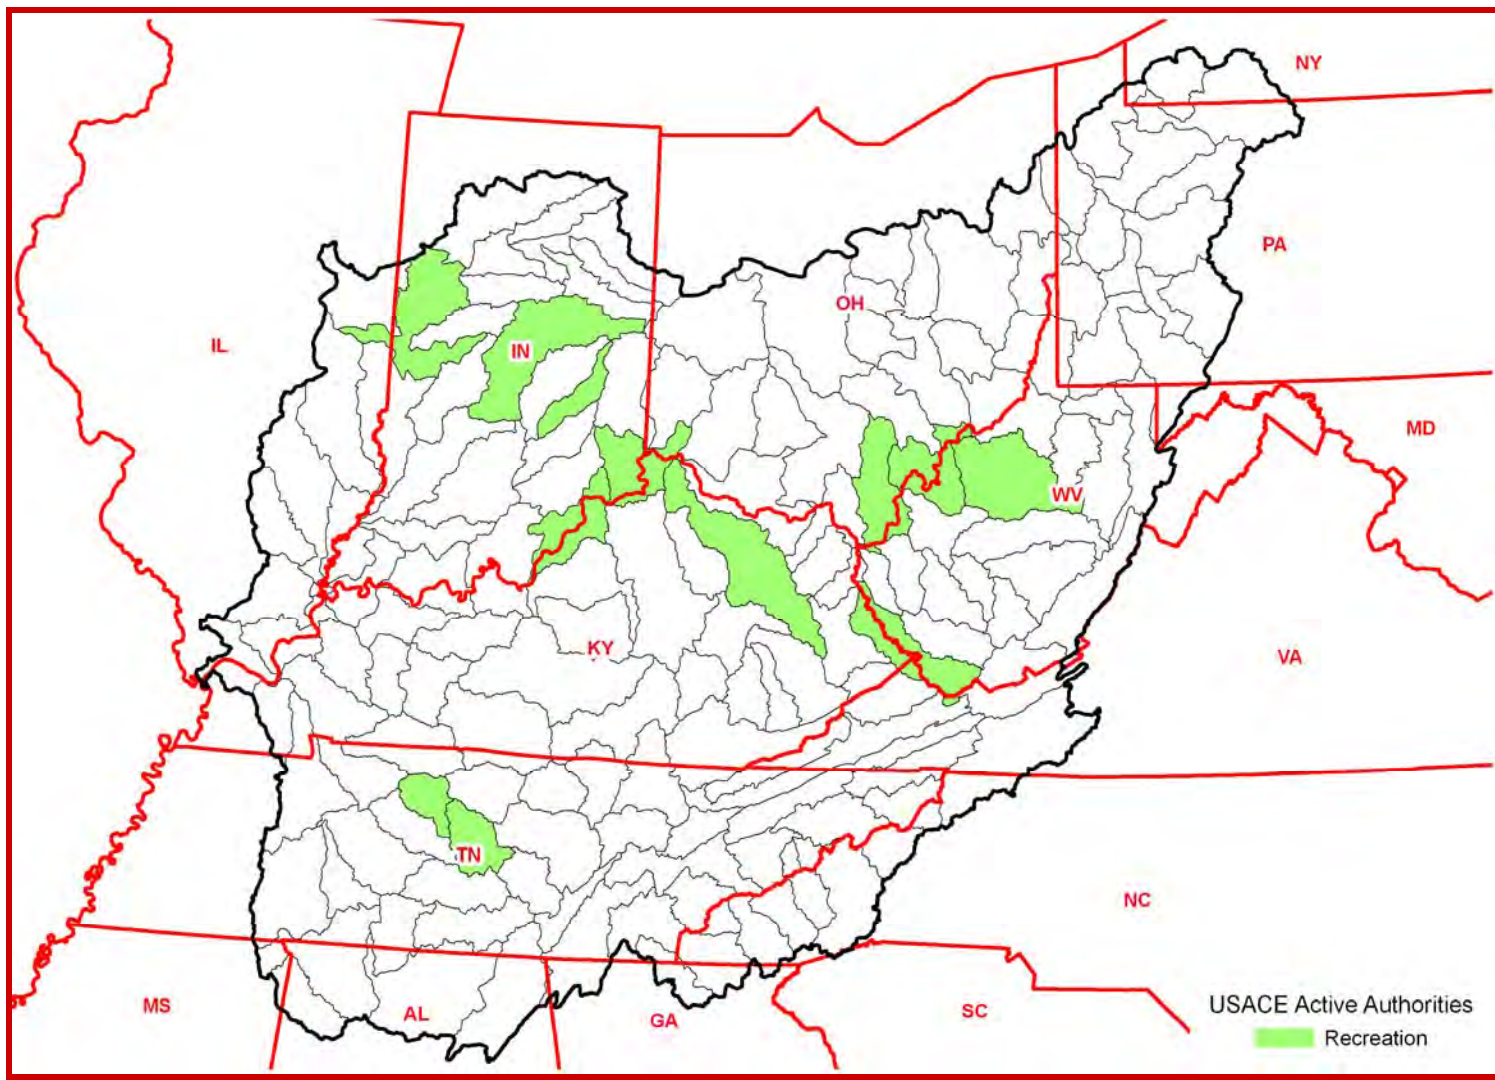 NY
PA
OH
IL
IN
MD
WV
KY
VA
TN
NC
MS
AL
GA
SC
USACE Active Authorities
Recreation